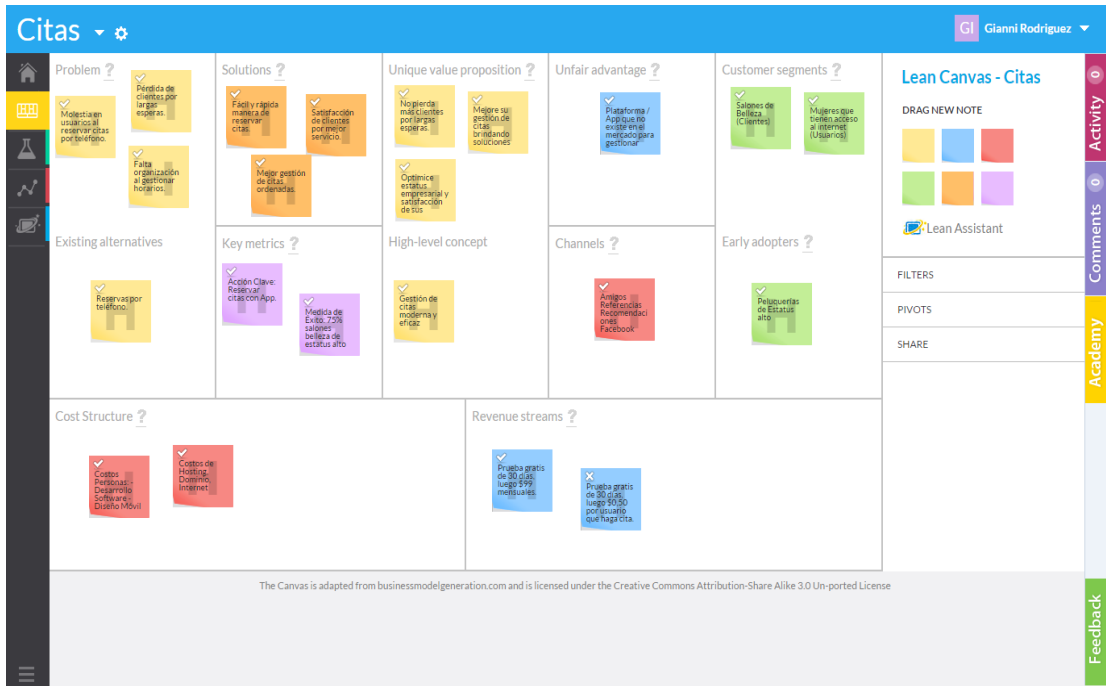 Citas
GI Gianni Rodriguez
Problem ?
Molestia en
usuarios al
reservar citas
por teléfono.
Pérdida de
clientes por
largas
esperas.
Falta
organización
al gestionar
horarios.
Solutions ?
Fácil y rápida
manera de
reservar
citas.
Satisfacción
de clientes
por mejor
servicio.
Mejor gestión
de citas
ordenadas.
Unique value proposition ?
No pierda
más clientes
por largas
esperas.
Mejore su
gestión de
citas
brindando
soluciones
Optimice
estatus
empresarial y
satisfacción
de sus
Unfair advantage ?
Plataforma /
App que no
existe en el
mercado para
gestionar
Customer segments ?
Salones de
Belleza
(Clientes)
Mujeres que
tienen acceso
al internet
(Usuarios)
Existing alternatives
Reservas por
teléfono.
Key metrics ?
Acción Clave:
Reservar
citas con App.
Medida de
Exito: 75%
salones
belleza de
estatus alto
High-level concept
Gestión de
citas
moderna y
eficaz
Channels ?
Amigos
Referencias
Recomendaci
ones
Facebook
Early adopters ?
Peluquerías
de Estatus
alto
Cost Structure ?
Costos
Personas: -
Desarrollo
Software -
Diseño Móvil
Costos de
Hosting,
Dominio,
Internet
Revenue streams ?
Prueba gratis
de 30 días,
luego $99
mensuales.
Prueba gratis
de 30 días,
luego $0,50
por usuario
que haga cita.
Lean Canvas - Citas
DRAG NEW NOTE
Lean Assistant
FILTERS
PIVOTS
SHARE
Activity 0
Comments 0
Academy
Feedback
The Canvas is adapted from businessmodelgeneration.com and is licensed under the Creative Commons Attribution-Share Alike 3.0 Un-ported License